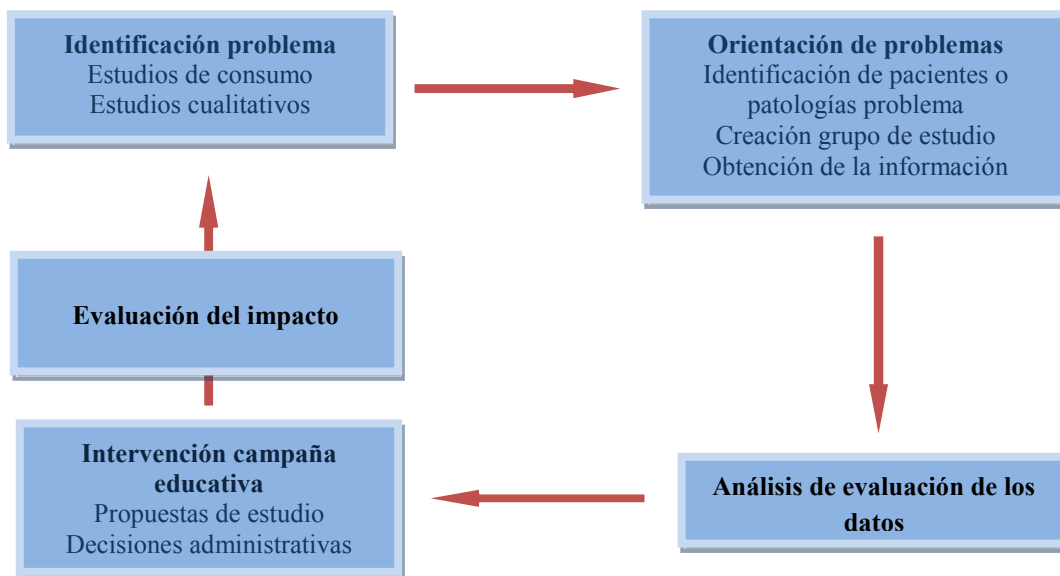 Identificación problema
Estudios de consumo
Estudios cualitativos
Orientación de problemas
Identificación de pacientes o
patologías problema
Creación grupo de estudio
Obtención de la información
Evaluación del impacto
Intervención campaña
educativa
Propuestas de estudio
Decisiones administrativas
Análisis de evaluación de los
datos